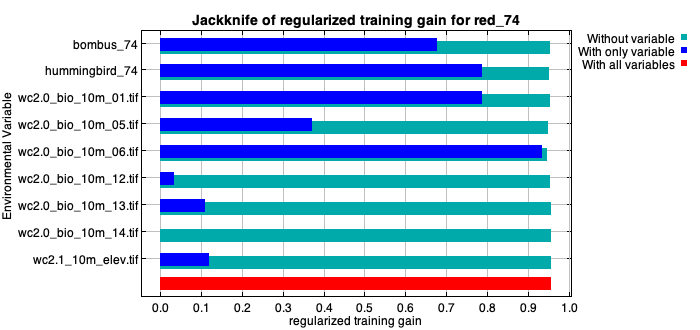 Jackknife of regularized training gain for red_74
Without variable
With only variable
With all variables
Environmental Variable
bombus_74
hummingbird_74
wc2.0_bio_10m_01.tif
wc2.0_bio_10m_05.tif
wc2.0_bio_10m_06.tif
wc2.0_bio_10m_12.tif
wc2.0_bio_10m_13.tif
wc2.0_bio_10m_14.tif
wc2.1_10m_elev.tif
0.0 0.1 0.2 0.3 0.4 0.5 0.6 0.7 0.8 0.9 1.0
regularized training gain